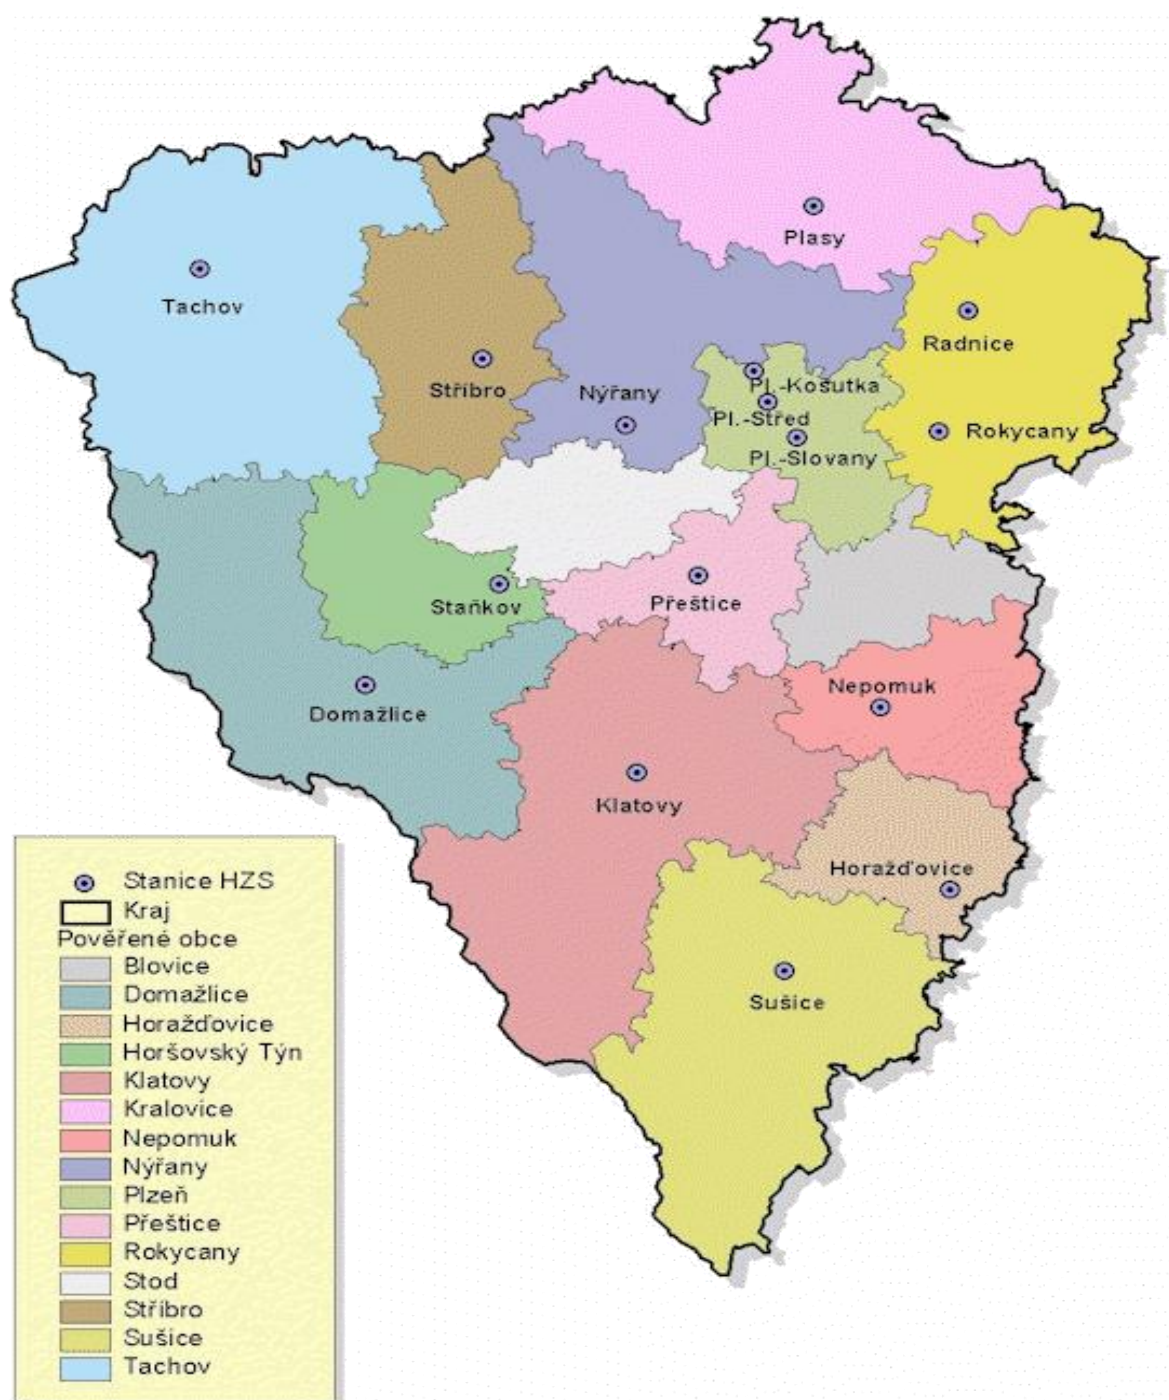 Plasy
Tachov
Radnice
Stříbro
Nýřany
Pl.-Košutka
Pl.-Střed
Rokycany
Pl.-Slovany
Staňkov
Přeštice
Nepomuk
Domažlice
Klatovy
Horažďovice
Sušice
Stanice HZS
Kraj
Pověřené obce
Blovice
Domažlice
Horažďovice
Horšovský Týn
Klatovy
Kralovice
Nepomuk
Nýřany
Plzeň
Přeštice
Rokycany
Stod
Stříbro
Sušice
Tachov